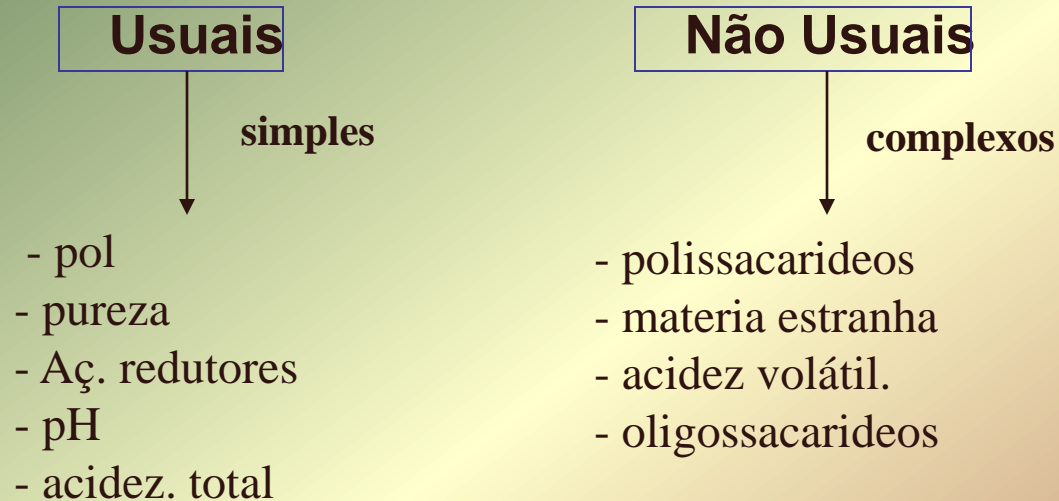 Usuais
simples
- pol
- pureza
- Aç. redutores
- pH
- acidez. total
Não Usuais
complexos
- polissacarideos
- materia estranha
- acidez volátil.
- oligossacarideos